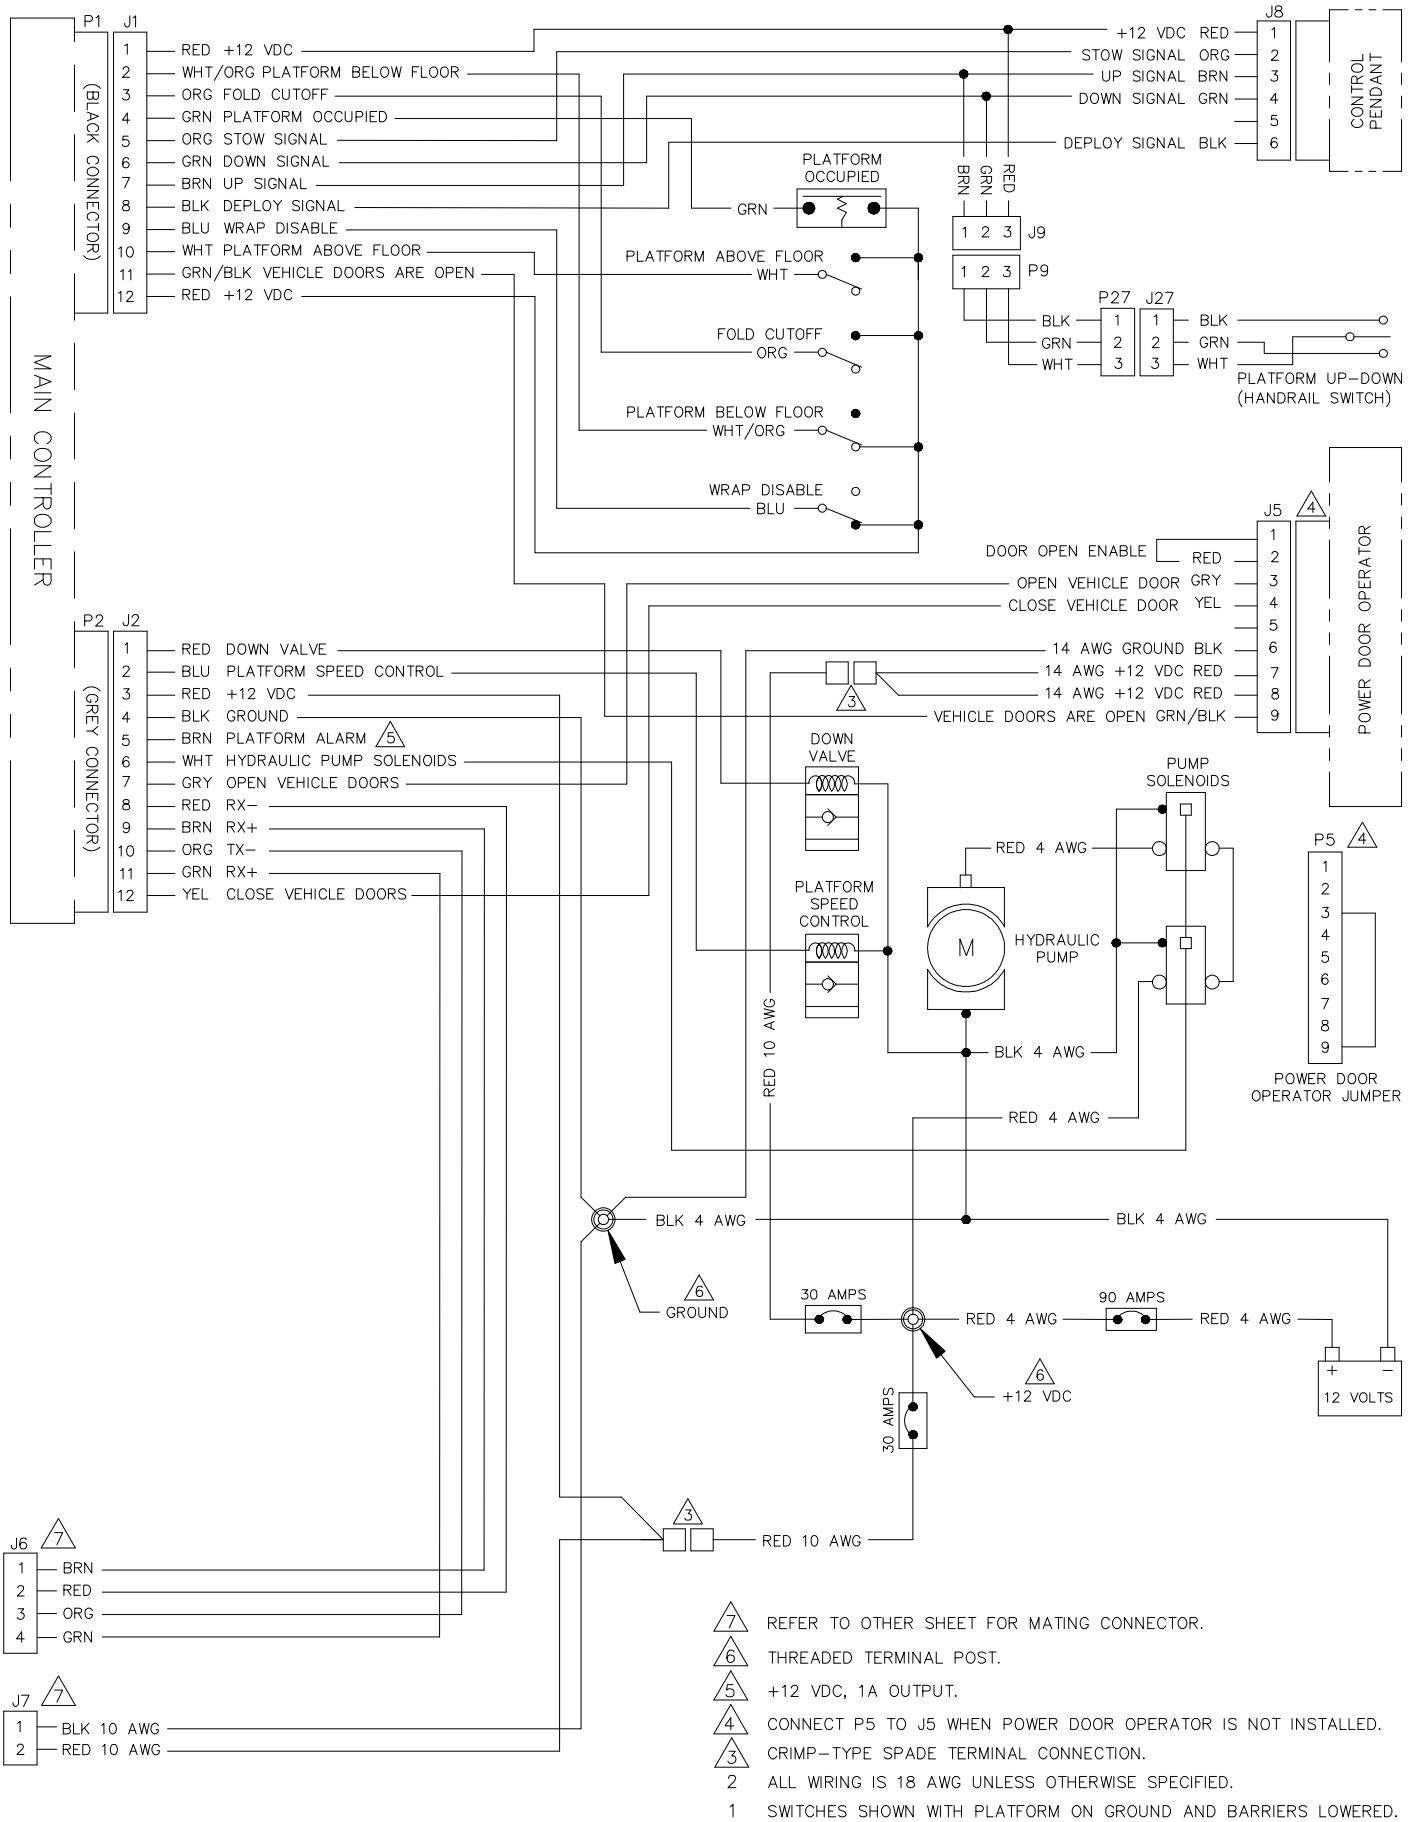 P1
J1
(BLACK CONNECTOR)
1 RED +12 VDC
2 WHT/ORG PLATFORM BELOW FLOOR
3 ORG FOLD CUTOFF
4 GRN PLATFORM OCCUPIED
5 ORG STOW SIGNAL
6 GRN DOWN SIGNAL
7 BRN UP SIGNAL
8 BLK DEPLOY SIGNAL
9 BLU WRAP DISABLE
10 WHT PLATFORM ABOVE FLOOR
11 GRN/BLK VEHICLE DOORS ARE OPEN
12 RED +12 VDC
MAIN CONTROLLER
J8
+12 VDC RED 1
STOW SIGNAL ORG 2
UP SIGNAL BRN 3
DOWN SIGNAL GRN 4
5
DEPLOY SIGNAL BLK 6
CONTROL
PENDANT
PLATFORM
OCCUPIED
GRN
BRN
GRN
RED
1 2 3 J9
1 2 3 P9
PLATFORM ABOVE FLOOR
WHT
FOLD CUTOFF
ORG
PLATFORM BELOW FLOOR
WHT/ORG
WRAP DISABLE
BLU
P27 J27
BLK 1 1 BLK
GRN 2 2 GRN
WHT 3 3 WHT
PLATFORM UP-DOWN
(HANDRAIL SWITCH)
J5
4
DOOR OPEN ENABLE
1
RED 2
OPEN VEHICLE DOOR GRY 3
CLOSE VEHICLE DOOR YEL 4
5
14 AWG GROUND BLK 6
14 AWG +12 VDC RED 7
14 AWG +12 VDC RED 8
VEHICLE DOORS ARE OPEN GRN/BLK 9
3
POWER DOOR OPERATOR
P2
J2
(GREY CONNECTOR)
1 RED DOWN VALVE
2 BLU PLATFORM SPEED CONTROL
3 RED +12 VDC
4 BLK GROUND
5 BRN PLATFORM ALARM 5
6 WHT HYDRAULIC PUMP SOLENOIDS
7 GRY OPEN VEHICLE DOORS
8 RED RX-
9 BRN RX+
10 ORG TX-
11 GRN RX+
12 YEL CLOSE VEHICLE DOORS
DOWN
VALVE
PLATFORM
SPEED
CONTROL
PUMP
SOLENOIDS
RED 4 AWG
M
HYDRAULIC
PUMP
RED 10 AWG
BLK 4 AWG
RED 4 AWG
P5
4
1
2
3
4
5
6
7
8
9
POWER DOOR
OPERATOR JUMPER
BLK 4 AWG
BLK 4 AWG
6
GROUND
30 AMPS
RED 4 AWG
90 AMPS
RED 4 AWG
6
+12 VDC
30 AMPS
+ -
12 VOLTS
3
RED 10 AWG
J6
7
1 BRN
2 RED
3 ORG
4 GRN
J7
7
1 BLK 10 AWG
2 RED 10 AWG
7 REFER TO OTHER SHEET FOR MATING CONNECTOR.
6 THREADED TERMINAL POST.
5 +12 VDC, 1A OUTPUT.
4 CONNECT P5 TO J5 WHEN POWER DOOR OPERATOR IS NOT INSTALLED.
3 CRIMP-TYPE SPADE TERMINAL CONNECTION.
2 ALL WIRING IS 18 AWG UNLESS OTHERWISE SPECIFIED.
1 SWITCHES SHOWN WITH PLATFORM ON GROUND AND BARRIERS LOWERED.